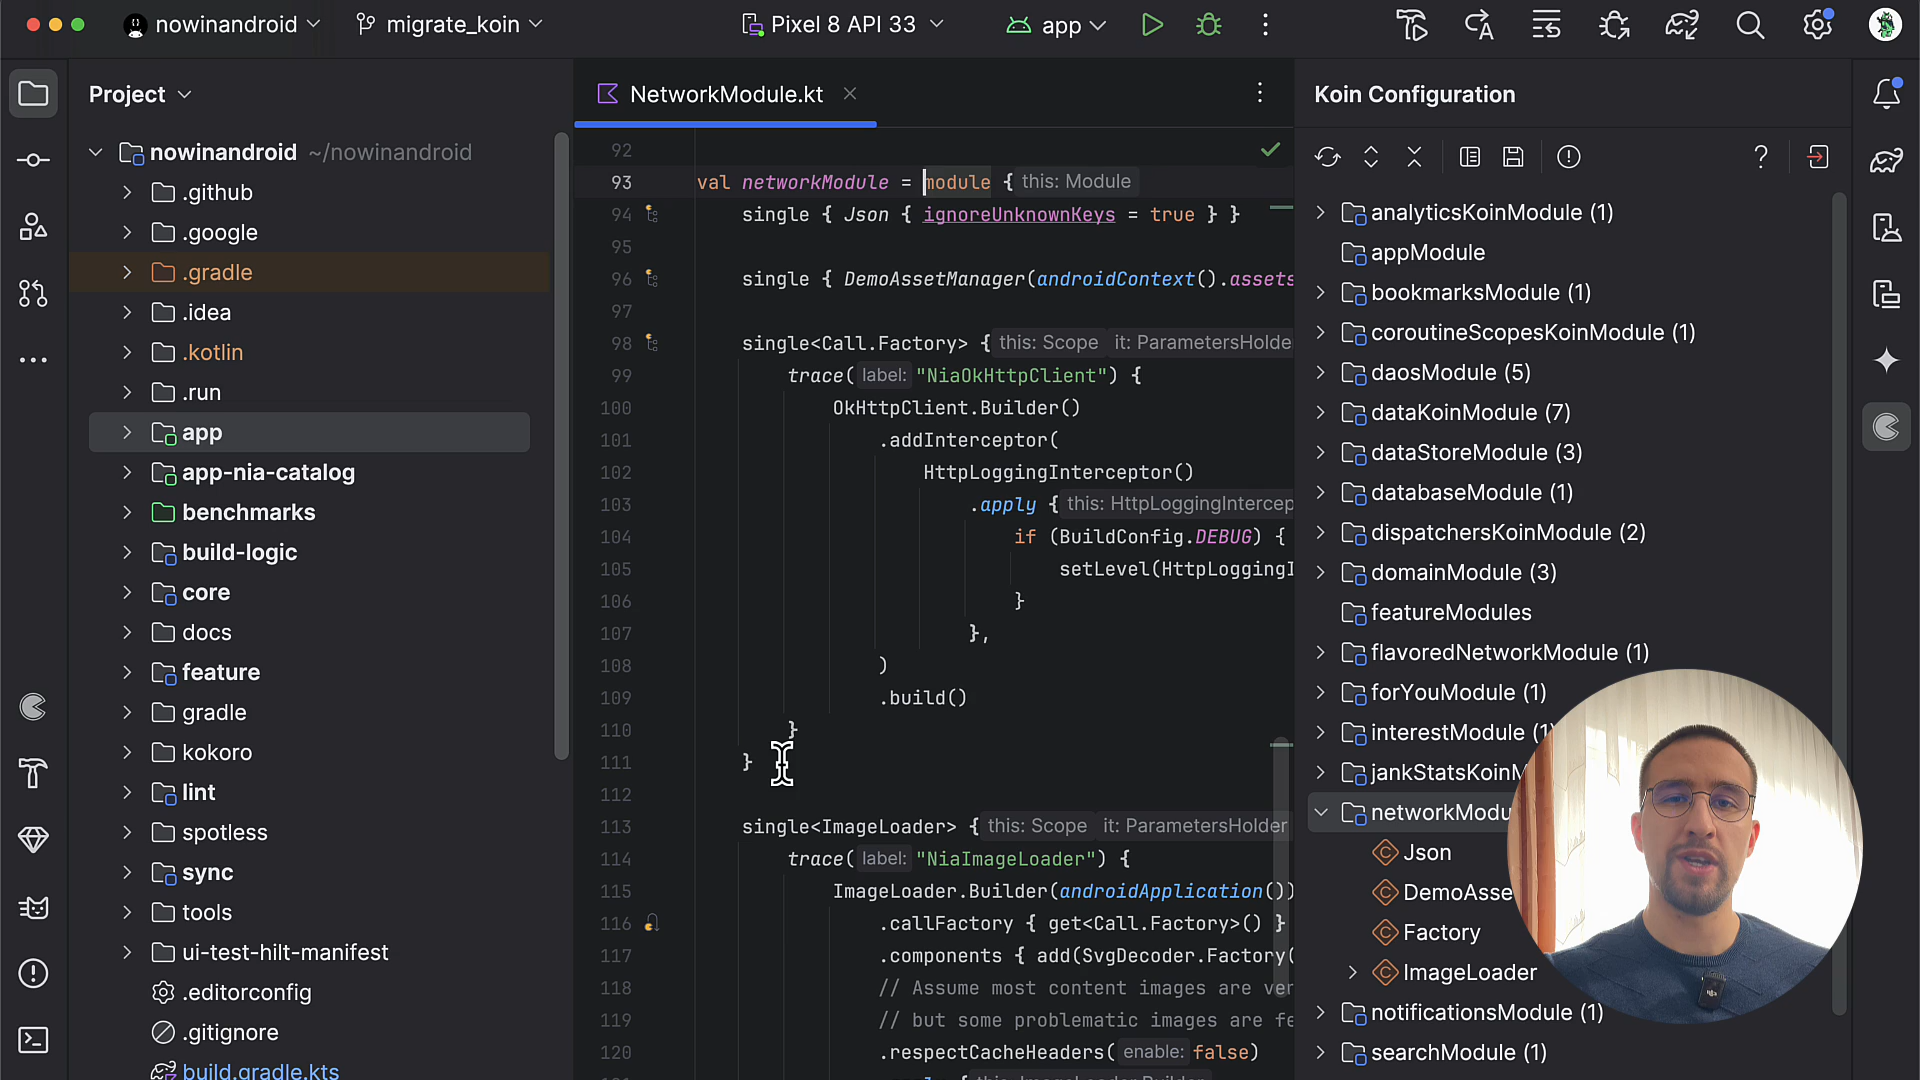 nowinandroid
migrate_koin
Pixel 8 API 33
app
Project
nowinandroid ~/nowinandroid
.github
.google
.gradle
.idea
.kotlin
.run
app
app-nia-catalog
benchmarks
build-logic
core
docs
feature
gradle
kokoro
lint
spotless
sync
tools
ui-test-hilt-manifest
.editorconfig
.gitignore
build.gradle.kts
NetworkModule.kt
92
93 val networkModule = module { this: Module
94 single { Json { ignoreUnknownKeys = true } }
95
96 single { DemoAssetManager(androidContext().assets
97
98 single<Call.Factory> { this: Scope it: ParametersHolde
99 trace( label: "NiaOkHttpClient") {
100 OkHttpClient.Builder()
101 .addInterceptor(
102 HttpLoggingInterceptor()
103 .apply { this: HttpLoggingIntercep
104 if (BuildConfig.DEBUG) {
105 setLevel(HttpLoggingI
106 }
107 },
108 )
109 .build()
110 }
111 }
112
113 single<ImageLoader> { this: Scope it: ParametersHolder
114 trace( label: "NiaImageLoader") {
115 ImageLoader.Builder(androidApplication())
116 .callFactory { get<Call.Factory>() }
117 .components { add(SvgDecoder.Factory(
118 // Assume most content images are ver
119 // but some problematic images are fe
120 .respectCacheHeaders( enable: false)
Koin Configuration
analyticsKoinModule (1)
appModule
bookmarksModule (1)
coroutineScopesKoinModule (1)
daosModule (5)
dataKoinModule (7)
dataStoreModule (3)
databaseModule (1)
dispatchersKoinModule (2)
domainModule (3)
featureModules
flavoredNetworkModule (1)
forYouModule (1)
interestModule (1)
jankStatsKoinM
networkModu
Json
DemoAsse
Factory
ImageLoader
notificationsModule (1)
searchModule (1)